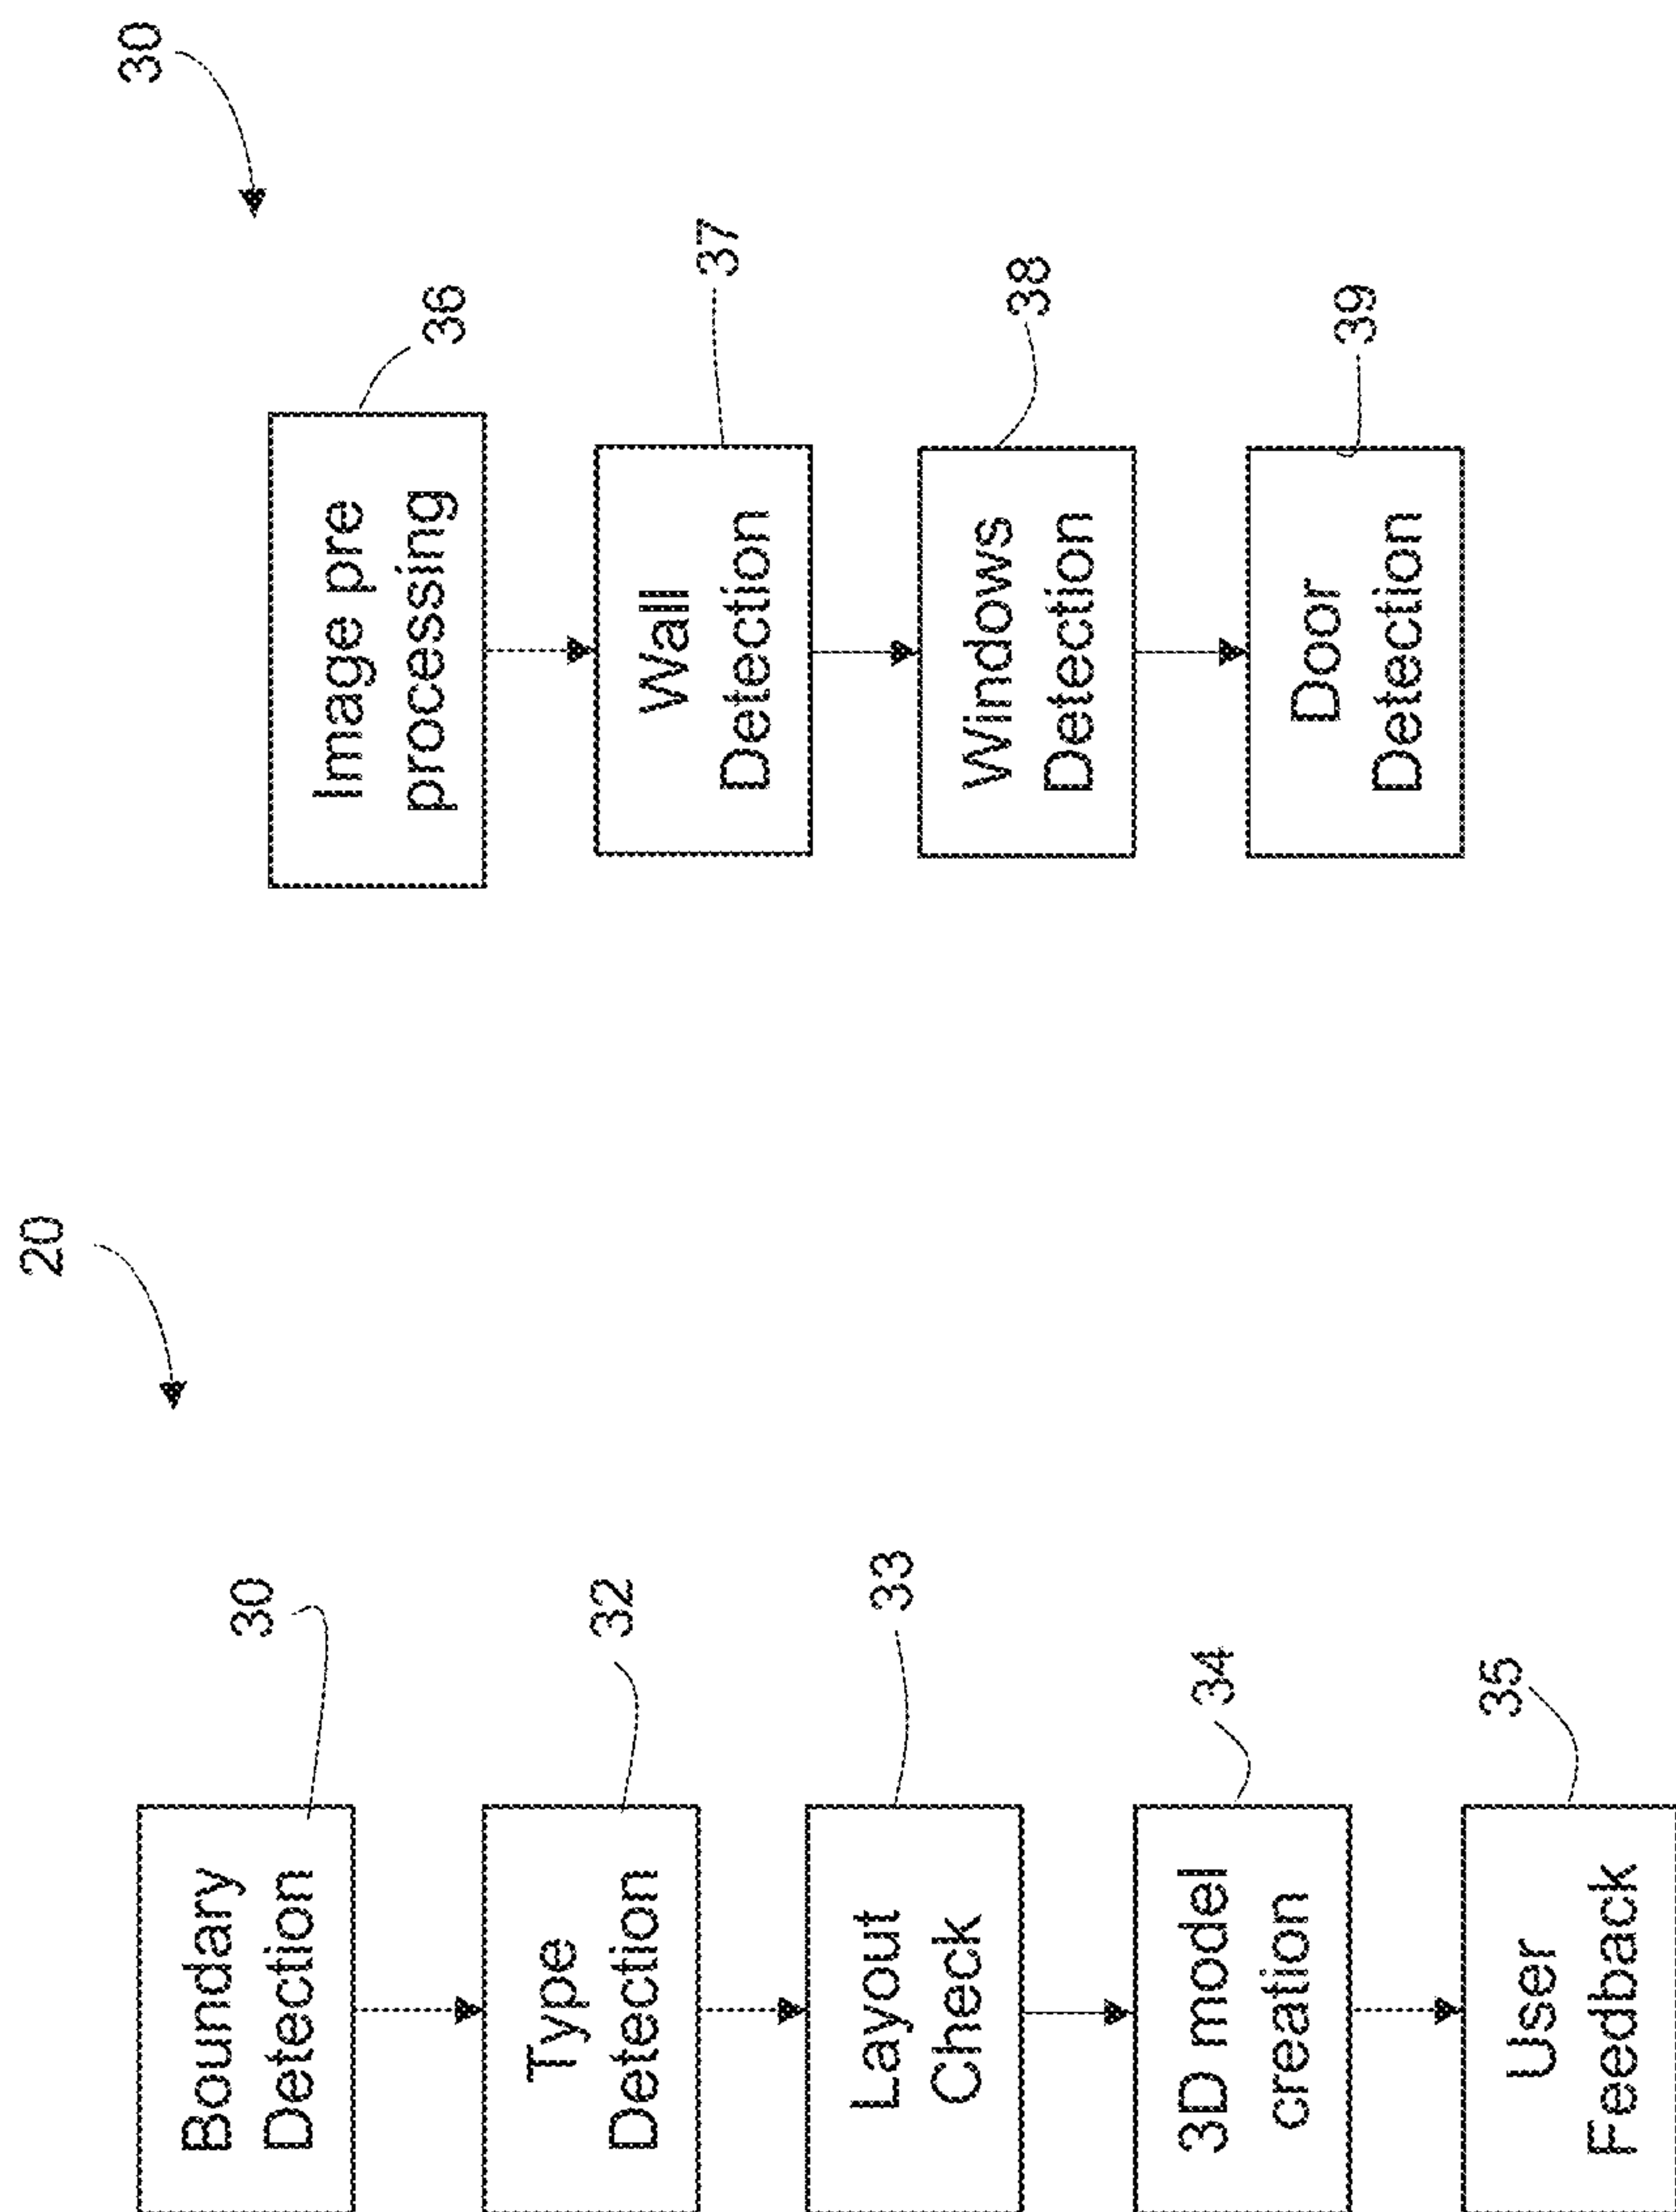 20
Boundary
Detection
30
Type
Detection
32
Layout
Check
33
3D model
creation
34
User
Feedback
35
30
Image pre
processing
36
Wall
Detection
37
Windows
Detection
38
Door
Detection
39